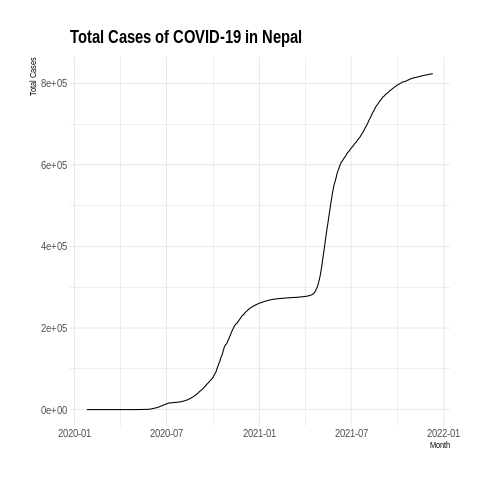 Total Cases of COVID-19 in Nepal
Total Cases
8e+05
6e+05
4e+05
2e+05
0e+00
2020-01 2020-07 2021-01 2021-07 2022-01
Month